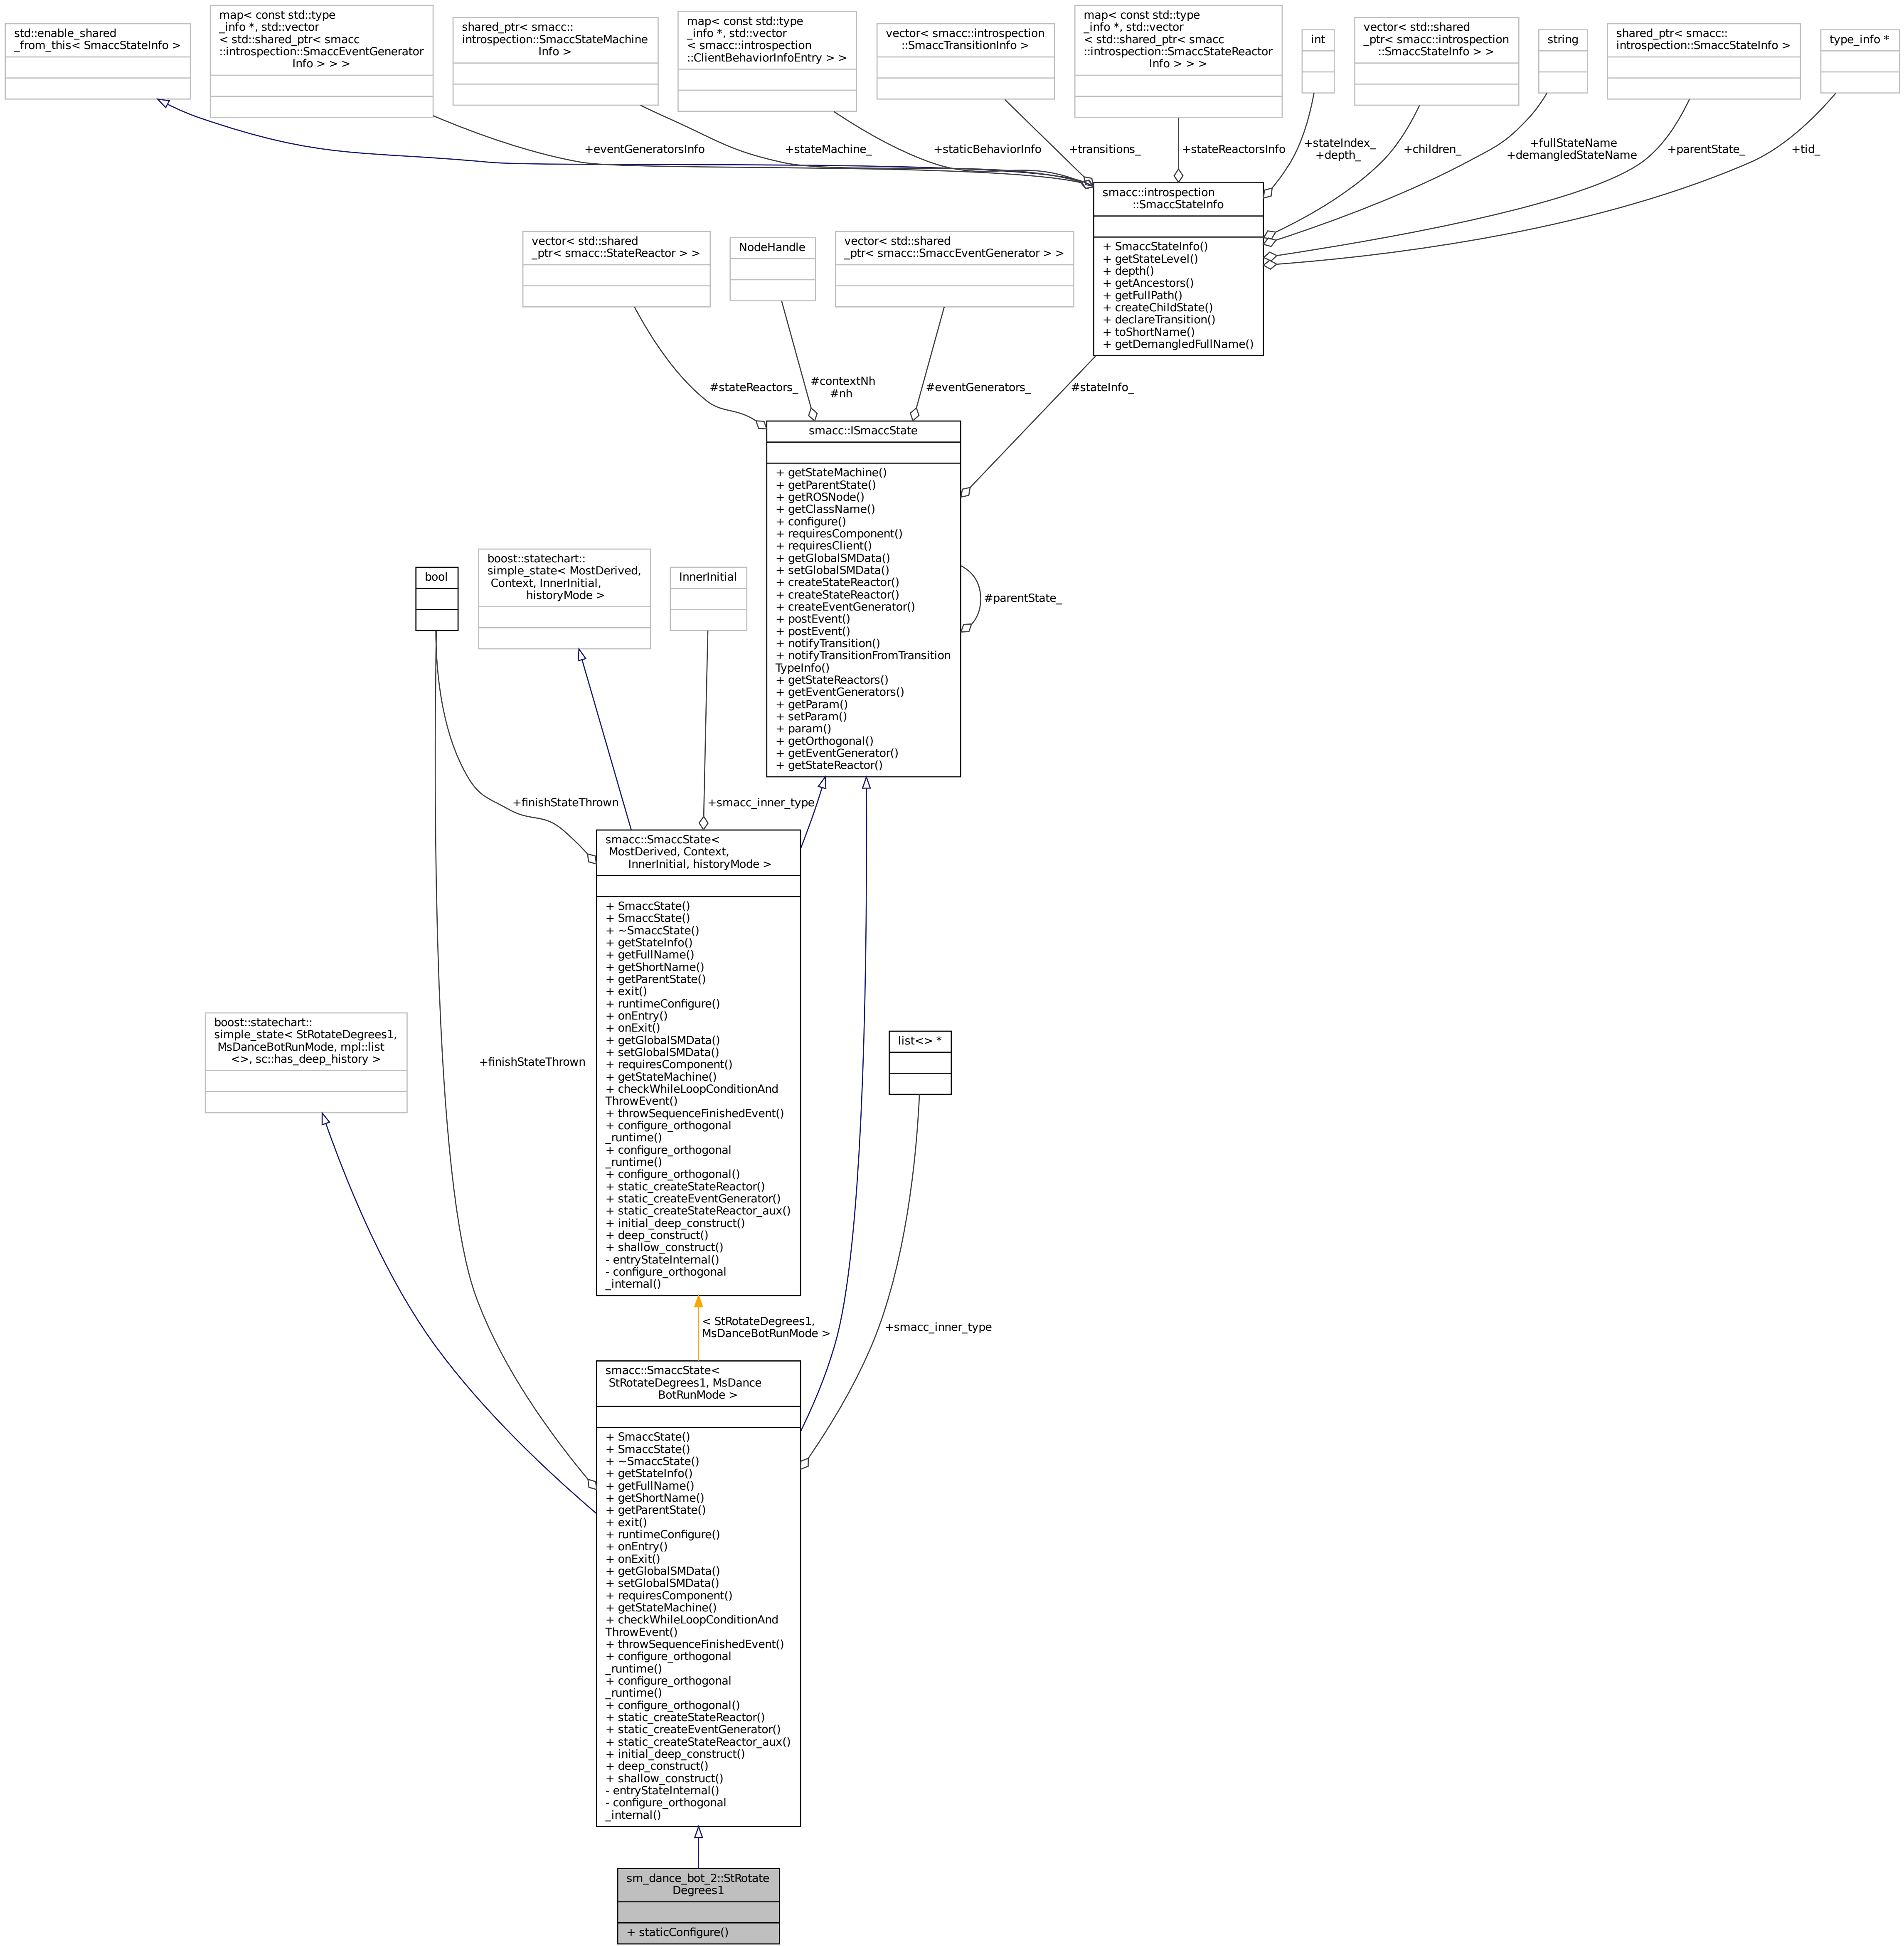 std::enable_shared
_from_this< SmaccStateInfo >
map< const std::type
_info *, std::vector
< std::shared_ptr< smacc
::introspection::SmaccEventGenerator
Info > > >
shared_ptr< smacc::
introspection::SmaccStateMachine
Info >
map< const std::type
_info *, std::vector
< smacc::introspection
::ClientBehaviorInfoEntry > >
vector< smacc::introspection
::SmaccTransitionInfo >
map< const std::type
_info *, std::vector
< std::shared_ptr< smacc
::introspection::SmaccStateReactor
Info > > >
int
vector< std::shared
_ptr< smacc::introspection
::SmaccStateInfo > >
string
shared_ptr< smacc::
introspection::SmaccStateInfo >
type_info *
+eventGeneratorsInfo
+stateMachine_
+staticBehaviorInfo
+transitions_
+stateReactorsInfo
+stateIndex_
+depth_
+children_
+fullStateName
+demangledStateName
+parentState_
+tid_
smacc::introspection
::SmaccStateInfo
+ SmaccStateInfo()
+ getStateLevel()
+ depth()
+ getAncestors()
+ getFullPath()
+ createChildState()
+ declareTransition()
+ toShortName()
+ getDemangledFullName()
vector< std::shared
_ptr< smacc::StateReactor > >
NodeHandle
vector< std::shared
_ptr< smacc::SmaccEventGenerator > >
#stateReactors_
#contextNh
#nh
#eventGenerators_
#stateInfo_
smacc::ISmaccState
+ getStateMachine()
+ getParentState()
+ getROSNode()
+ getClassName()
+ configure()
+ requiresComponent()
+ requiresClient()
+ getGlobalSMData()
+ setGlobalSMData()
+ createStateReactor()
+ createStateReactor()
+ createEventGenerator()
+ postEvent()
+ postEvent()
+ notifyTransition()
+ notifyTransitionFromTransition
TypeInfo()
+ getStateReactors()
+ getEventGenerators()
+ getParam()
+ setParam()
+ param()
+ getOrthogonal()
+ getEventGenerator()
+ getStateReactor()
#parentState_
bool
boost::statechart::
simple_state< MostDerived,
Context, InnerInitial,
historyMode >
InnerInitial
+finishStateThrown
+smacc_inner_type
smacc::SmaccState<
MostDerived, Context,
InnerInitial, historyMode >
+ SmaccState()
+ SmaccState()
+ ~SmaccState()
+ getStateInfo()
+ getFullName()
+ getShortName()
+ getParentState()
+ exit()
+ runtimeConfigure()
+ onEntry()
+ onExit()
+ getGlobalSMData()
+ setGlobalSMData()
+ requiresComponent()
+ getStateMachine()
+ checkWhileLoopConditionAnd
ThrowEvent()
+ throwSequenceFinishedEvent()
+ configure_orthogonal
_runtime()
+ configure_orthogonal
_runtime()
+ configure_orthogonal()
+ static_createStateReactor()
+ static_createEventGenerator()
+ static_createStateReactor_aux()
+ initial_deep_construct()
+ deep_construct()
+ shallow_construct()
- entryStateInternal()
- configure_orthogonal
_internal()
boost::statechart::
simple_state< StRotateDegrees1,
MsDanceBotRunMode, mpl::list
<>, sc::has_deep_history >
+finishStateThrown
list<> *
< StRotateDegrees1,
MsDanceBotRunMode >
+smacc_inner_type
smacc::SmaccState<
StRotateDegrees1, MsDance
BotRunMode >
+ SmaccState()
+ SmaccState()
+ ~SmaccState()
+ getStateInfo()
+ getFullName()
+ getShortName()
+ getParentState()
+ exit()
+ runtimeConfigure()
+ onEntry()
+ onExit()
+ getGlobalSMData()
+ setGlobalSMData()
+ requiresComponent()
+ getStateMachine()
+ checkWhileLoopConditionAnd
ThrowEvent()
+ throwSequenceFinishedEvent()
+ configure_orthogonal
_runtime()
+ configure_orthogonal
_runtime()
+ configure_orthogonal()
+ static_createStateReactor()
+ static_createEventGenerator()
+ static_createStateReactor_aux()
+ initial_deep_construct()
+ deep_construct()
+ shallow_construct()
- entryStateInternal()
- configure_orthogonal
_internal()
sm_dance_bot_2::StRotate
Degrees1
+ staticConfigure()